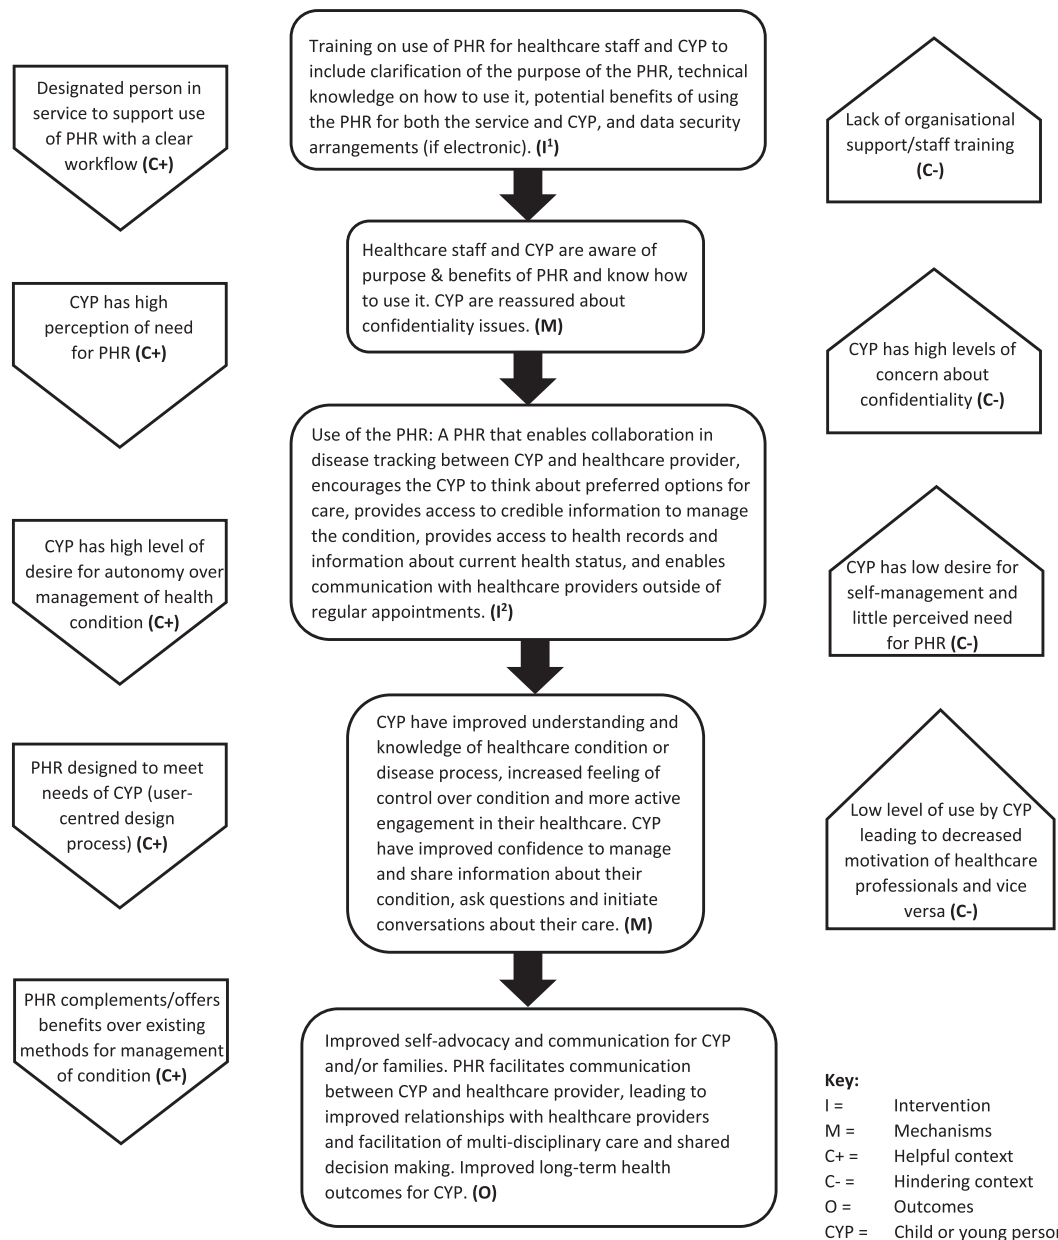 Designated person in
service to support use
of PHR with a clear
workflow (C+)
CYP has high
perception of need
for PHR (C+)
CYP has high level of
desire for autonomy over
management of health
condition (C+)
PHR designed to meet
needs of CYP (user-
centred design
process) (C+)
PHR complements/offers
benefits over existing
methods for management
of condition (C+)
Training on use of PHR for healthcare staff and CYP to
include clarification of the purpose of the PHR, technical
knowledge on how to use it, potential benefits of using
the PHR for both the service and CYP, and data security
arrangements (if electronic). (I¹)
Healthcare staff and CYP are aware of
purpose & benefits of PHR and know how
to use it. CYP are reassured about
confidentiality issues. (M)
Use of the PHR: A PHR that enables collaboration in
disease tracking between CYP and healthcare provider,
encourages the CYP to think about preferred options for
care, provides access to credible information to manage
the condition, provides access to health records and
information about current health status, and enables
communication with healthcare providers outside of
regular appointments. (I²)
CYP have improved understanding and
knowledge of healthcare condition or
disease process, increased feeling of
control over condition and more active
engagement in their healthcare. CYP
have improved confidence to manage
and share information about their
condition, ask questions and initiate
conversations about their care. (M)
Improved self-advocacy and communication for CYP
and/or families. PHR facilitates communication
between CYP and healthcare provider, leading to
improved relationships with healthcare providers
and facilitation of multi-disciplinary care and shared
decision making. Improved long-term health
outcomes for CYP. (O)
Lack of organisational
support/staff training
(C-)
CYP has high levels of
concern about
confidentiality (C-)
CYP has low desire for
self-management and
little perceived need
for PHR (C-)
Low level of use by CYP
leading to decreased
motivation of healthcare
professionals and vice
versa (C-)
Key:
I = Intervention
M = Mechanisms
C+ = Helpful context
C- = Hindering context
O = Outcomes
CYP = Child or young person